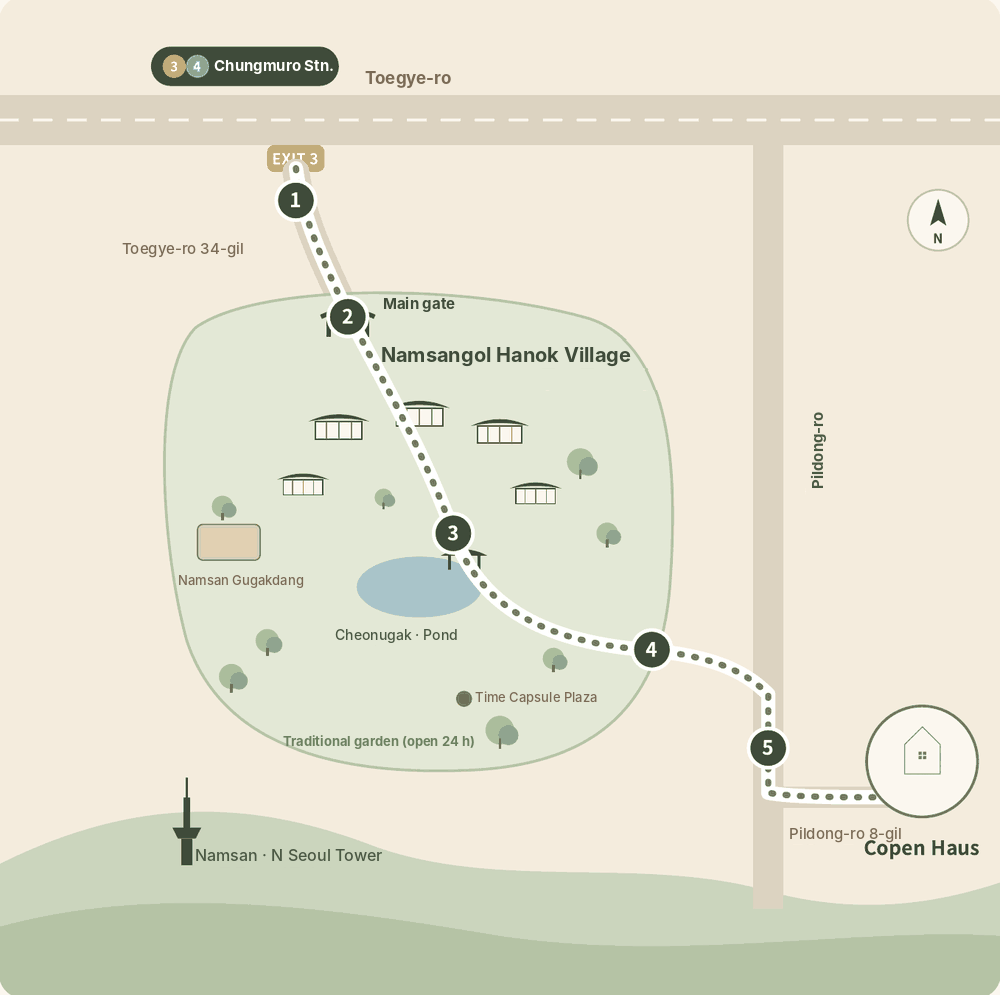 3 4 Chungmuro Stn.
Toegye-ro
EXIT 3
1
Toegye-ro 34-gil
N
Main gate
2
Namsangol Hanok Village
Pildong-ro
3
Namsan Gugakdang
Cheonugak · Pond
4
Time Capsule Plaza
Traditional garden (open 24 h)
5
Pildong-ro 8-gil
Copen Haus
Namsan · N Seoul Tower